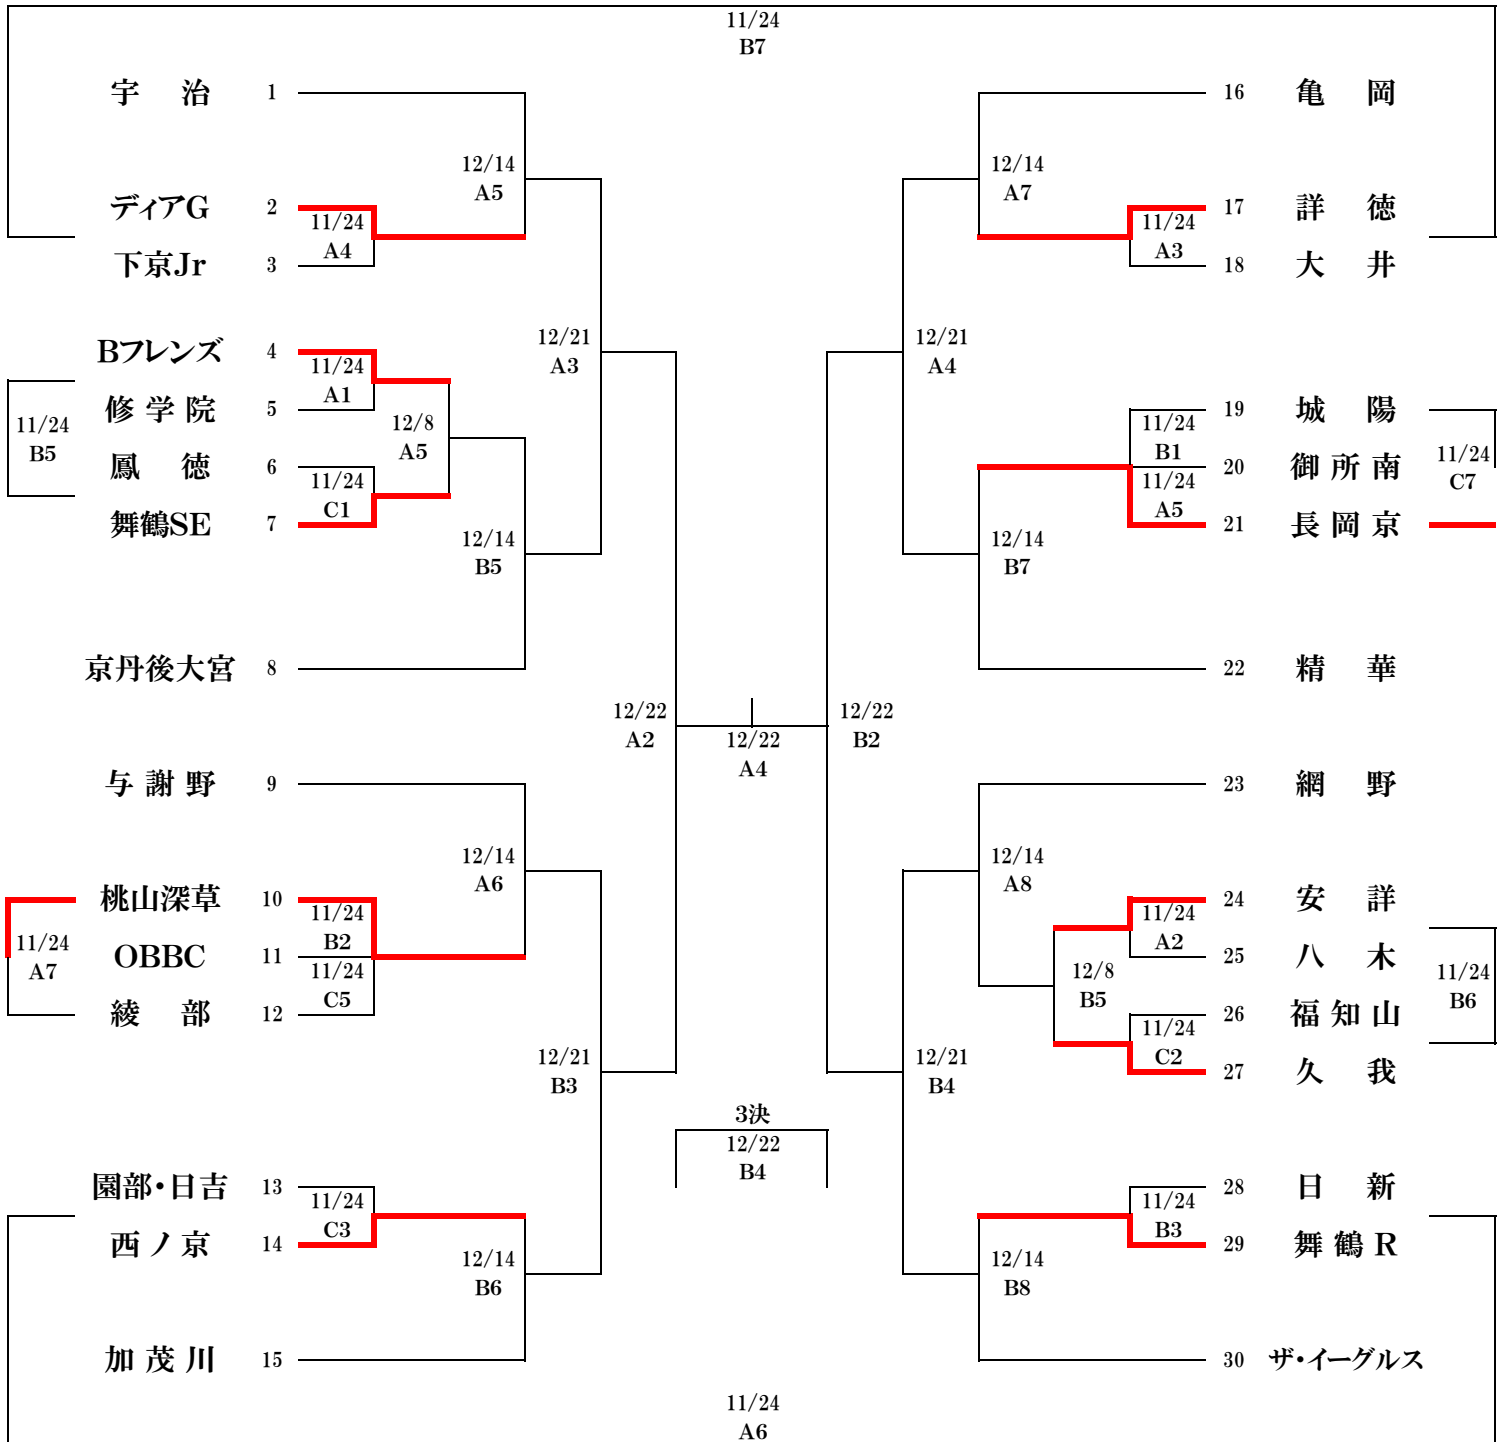 11/24
B7
宇　治 1
12/14
A5
ディアG 2
11/24
A4
下京Jr 3
12/21
A3
Bフレンズ 4
11/24
A1
修学院 5
11/24
B5
12/8
A5
鳳　徳 6
11/24
C1
舞鶴SE 7
12/14
B5
京丹後大宮 8
12/22
A2
12/22
A4
与謝野 9
12/14
A6
桃山深草 10
11/24
B2
11/24
A7
OBBC 11
11/24
C5
綾　部 12
12/21
B3
3決
12/22
B4
園部・日吉 13
11/24
C3
西ノ京 14
12/14
B6
加茂川 15
16 亀　岡
12/14
A7
17 詳　徳
11/24
A3
18 大　井
12/21
A4
19 城　陽
11/24
B1
20 御所南
11/24
C7
11/24
A5
21 長岡京
12/14
B7
22 精　華
12/22
B2
23 網　野
12/14
A8
24 安　詳
11/24
A2
25 八　木
12/8
B5
11/24
B6
26 福知山
11/24
C2
27 久　我
12/21
B4
28 日　新
11/24
B3
29 舞鶴R
12/14
B8
30 ザ・イーグルス
11/24
A6